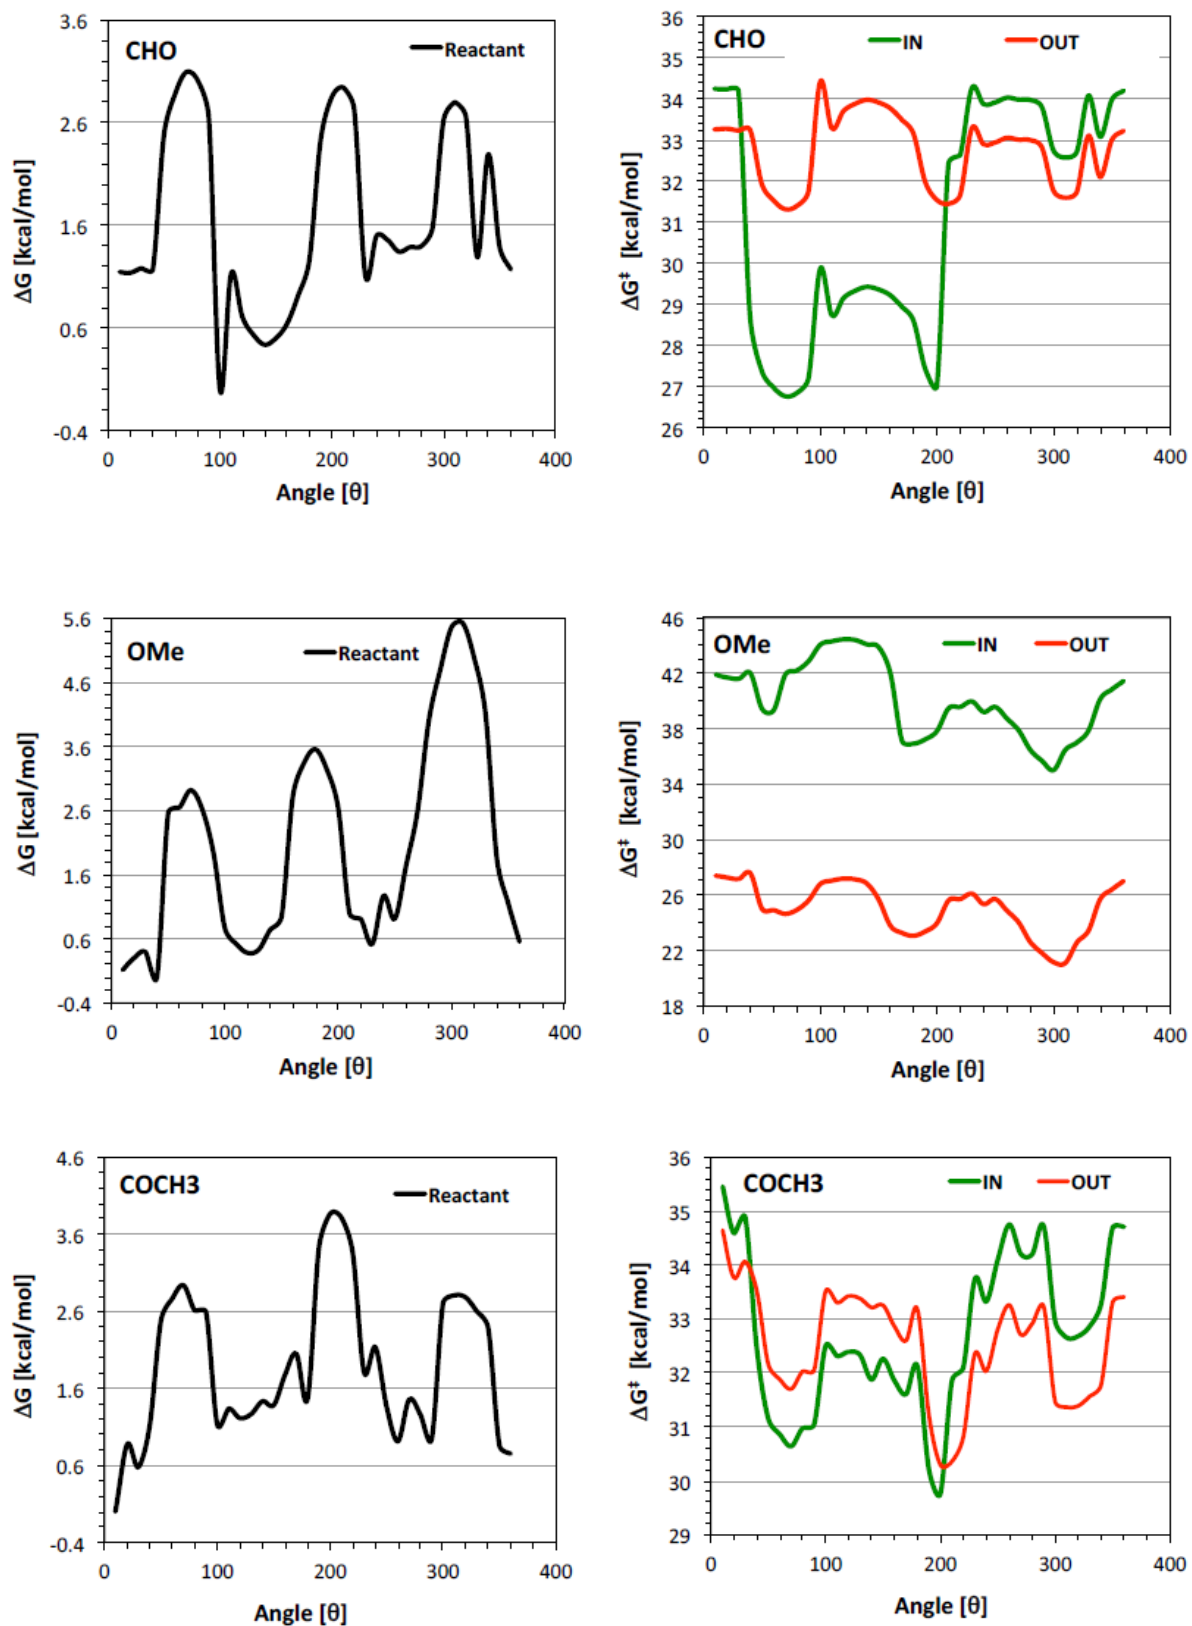 CHO
Reactant
3.6
2.6
1.6
0.6
-0.4
ΔG [kcal/mol]
0 100 200 300 400
Angle [θ]
CHO
IN OUT
36
35
34
33
32
31
30
29
28
27
26
ΔG‡ [kcal/mol]
0 100 200 300 400
Angle [θ]
OMe
Reactant
5.6
4.6
3.6
2.6
1.6
0.6
-0.4
ΔG [kcal/mol]
0 100 200 300 400
Angle [θ]
OMe
IN OUT
46
42
38
34
30
26
22
18
ΔG‡ [kcal/mol]
0 100 200 300 400
Angle [θ]
COCH3
Reactant
4.6
3.6
2.6
1.6
0.6
-0.4
ΔG [kcal/mol]
0 100 200 300 400
Angle [θ]
COCH3
IN OUT
36
35
34
33
32
31
30
29
ΔG‡ [kcal/mol]
0 100 200 300 400
Angle [θ]